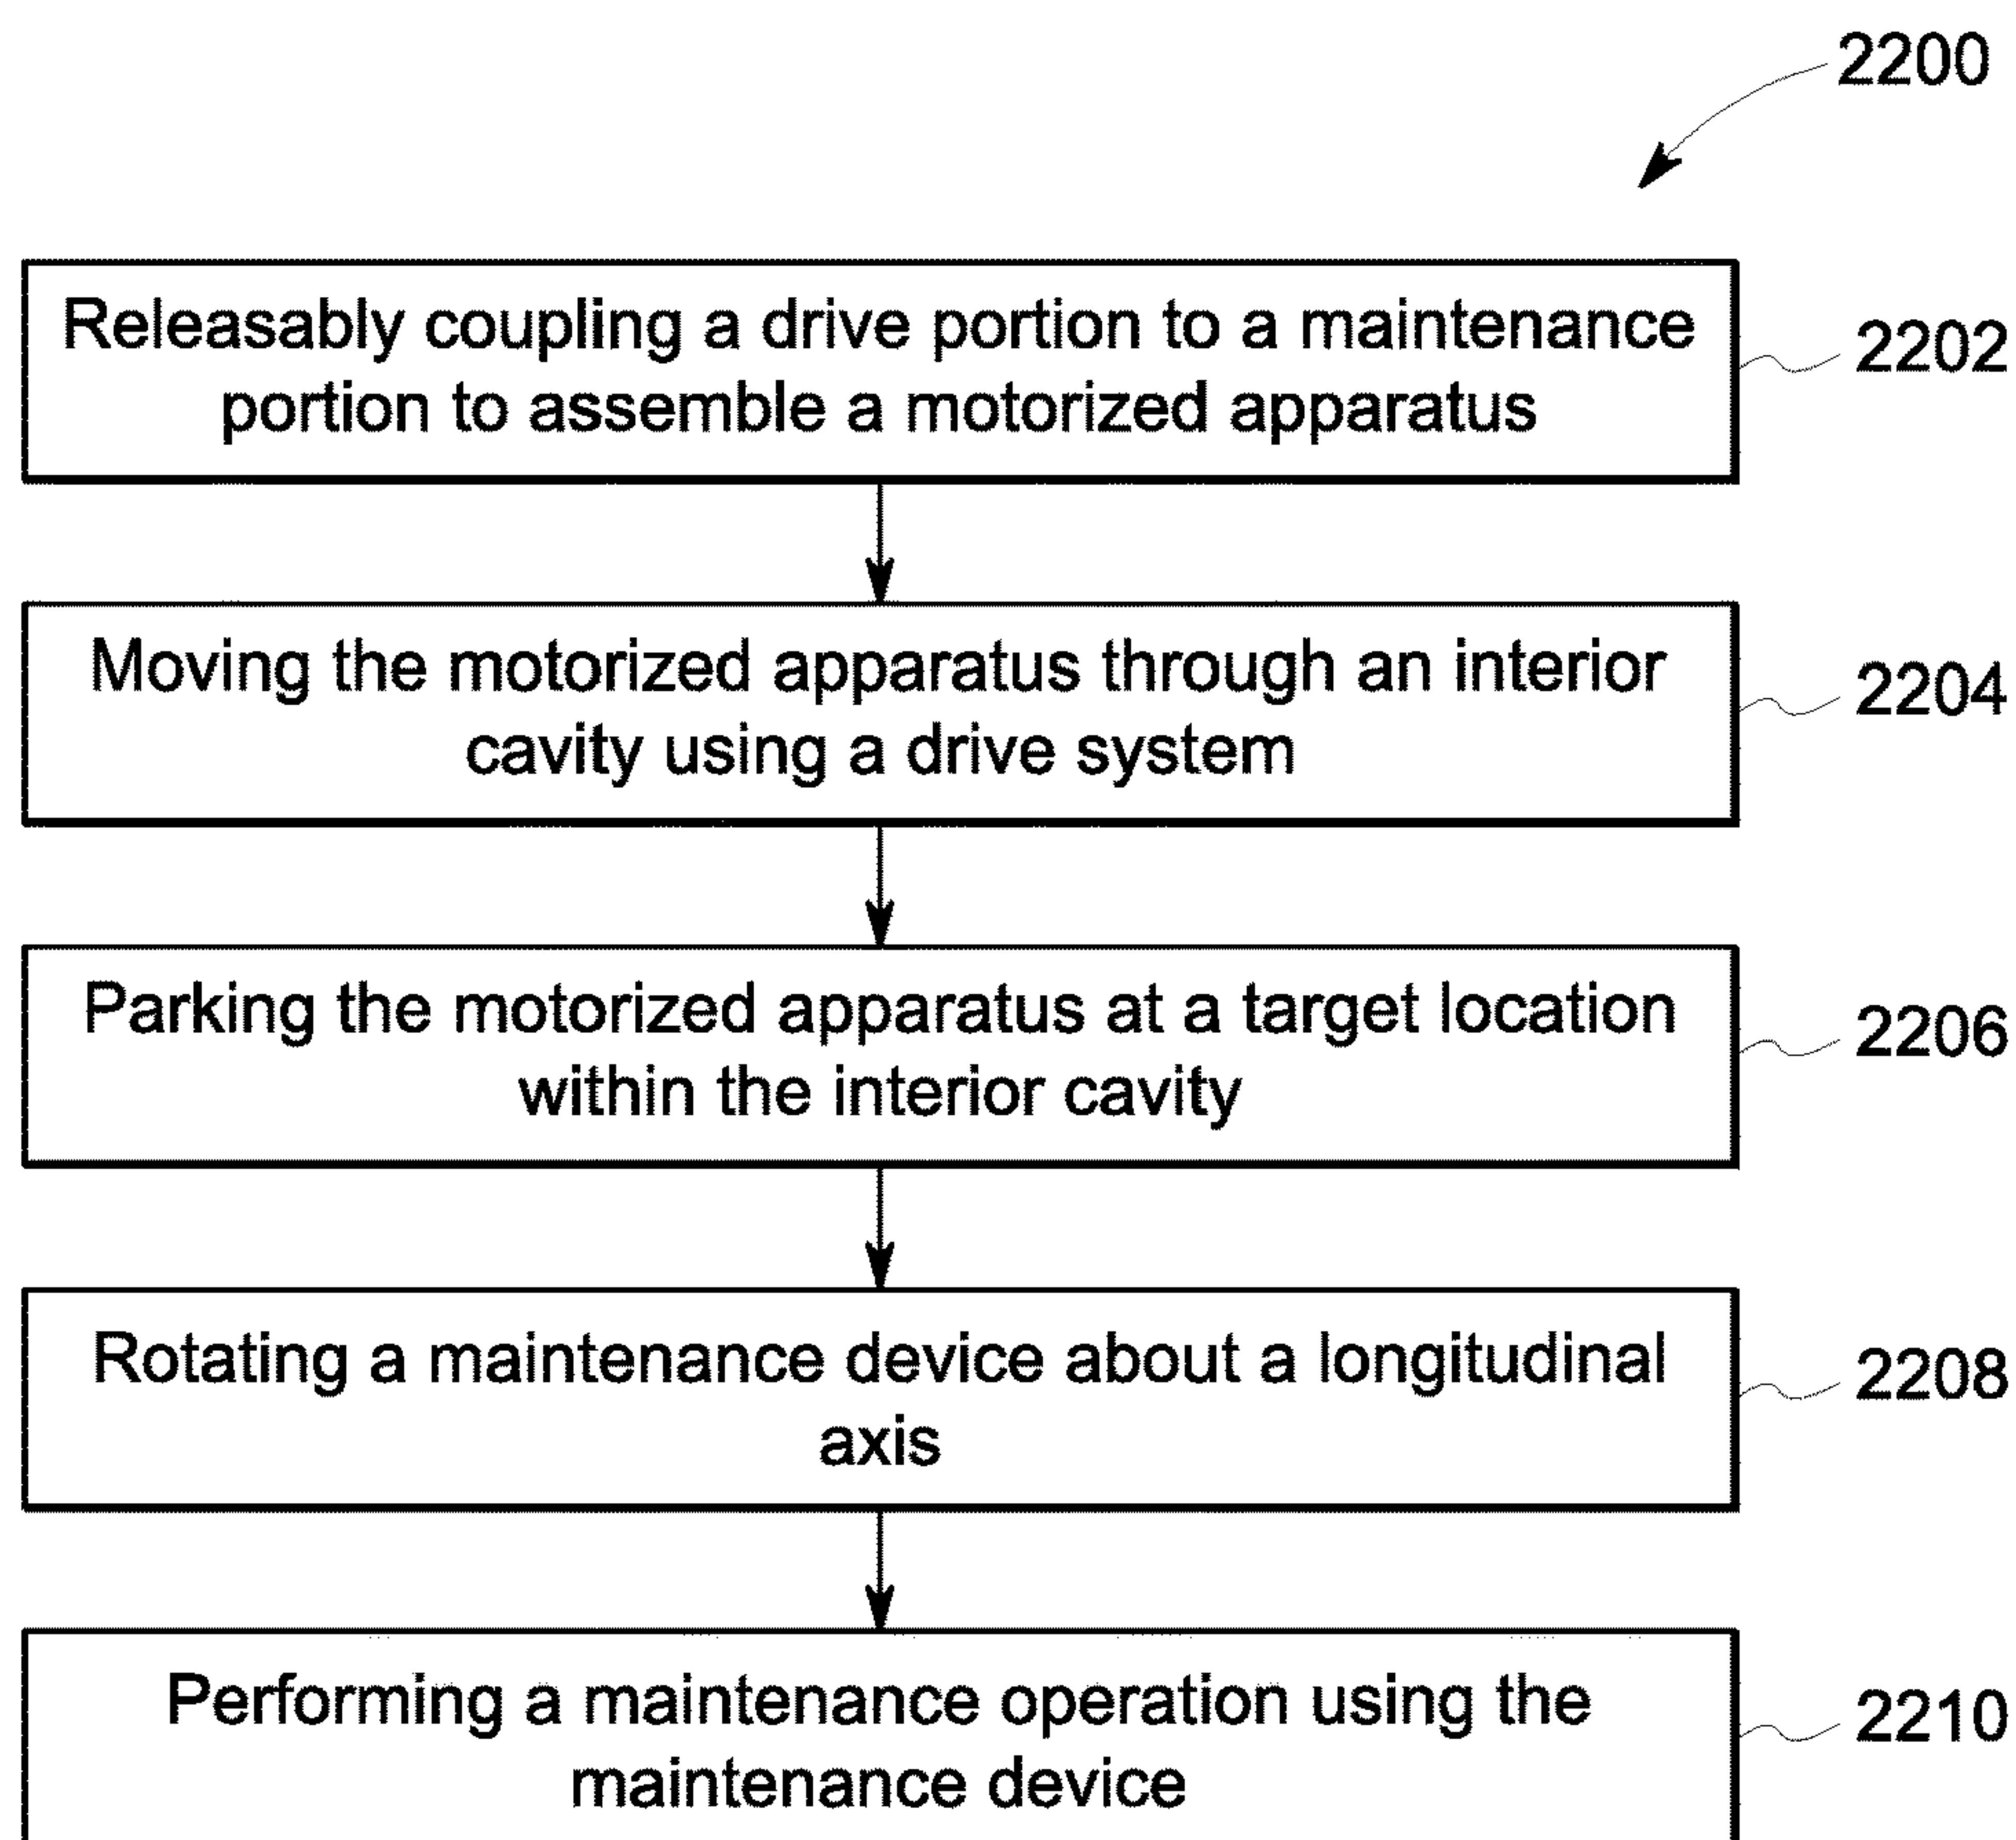 2200
Releasably coupling a drive portion to a maintenance
portion to assemble a motorized apparatus
2202
Moving the motorized apparatus through an interior
cavity using a drive system
2204
Parking the motorized apparatus at a target location
within the interior cavity
2206
Rotating a maintenance device about a longitudinal
axis
2208
Performing a maintenance operation using the
maintenance device
2210